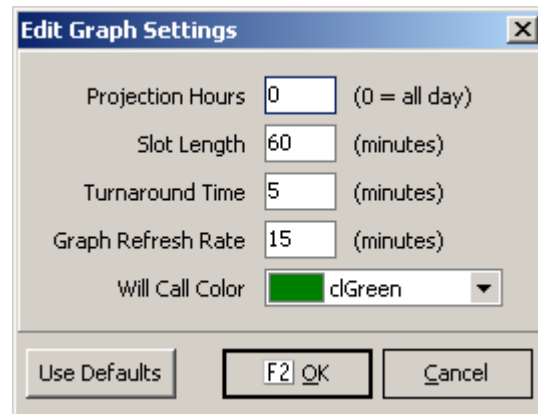 Edit Graph Settings
Projection Hours 0 (0 = all day)
Slot Length 60 (minutes)
Turnaround Time 5 (minutes)
Graph Refresh Rate 15 (minutes)
Will Call Color clGreen
Use Defaults F2 OK Cancel